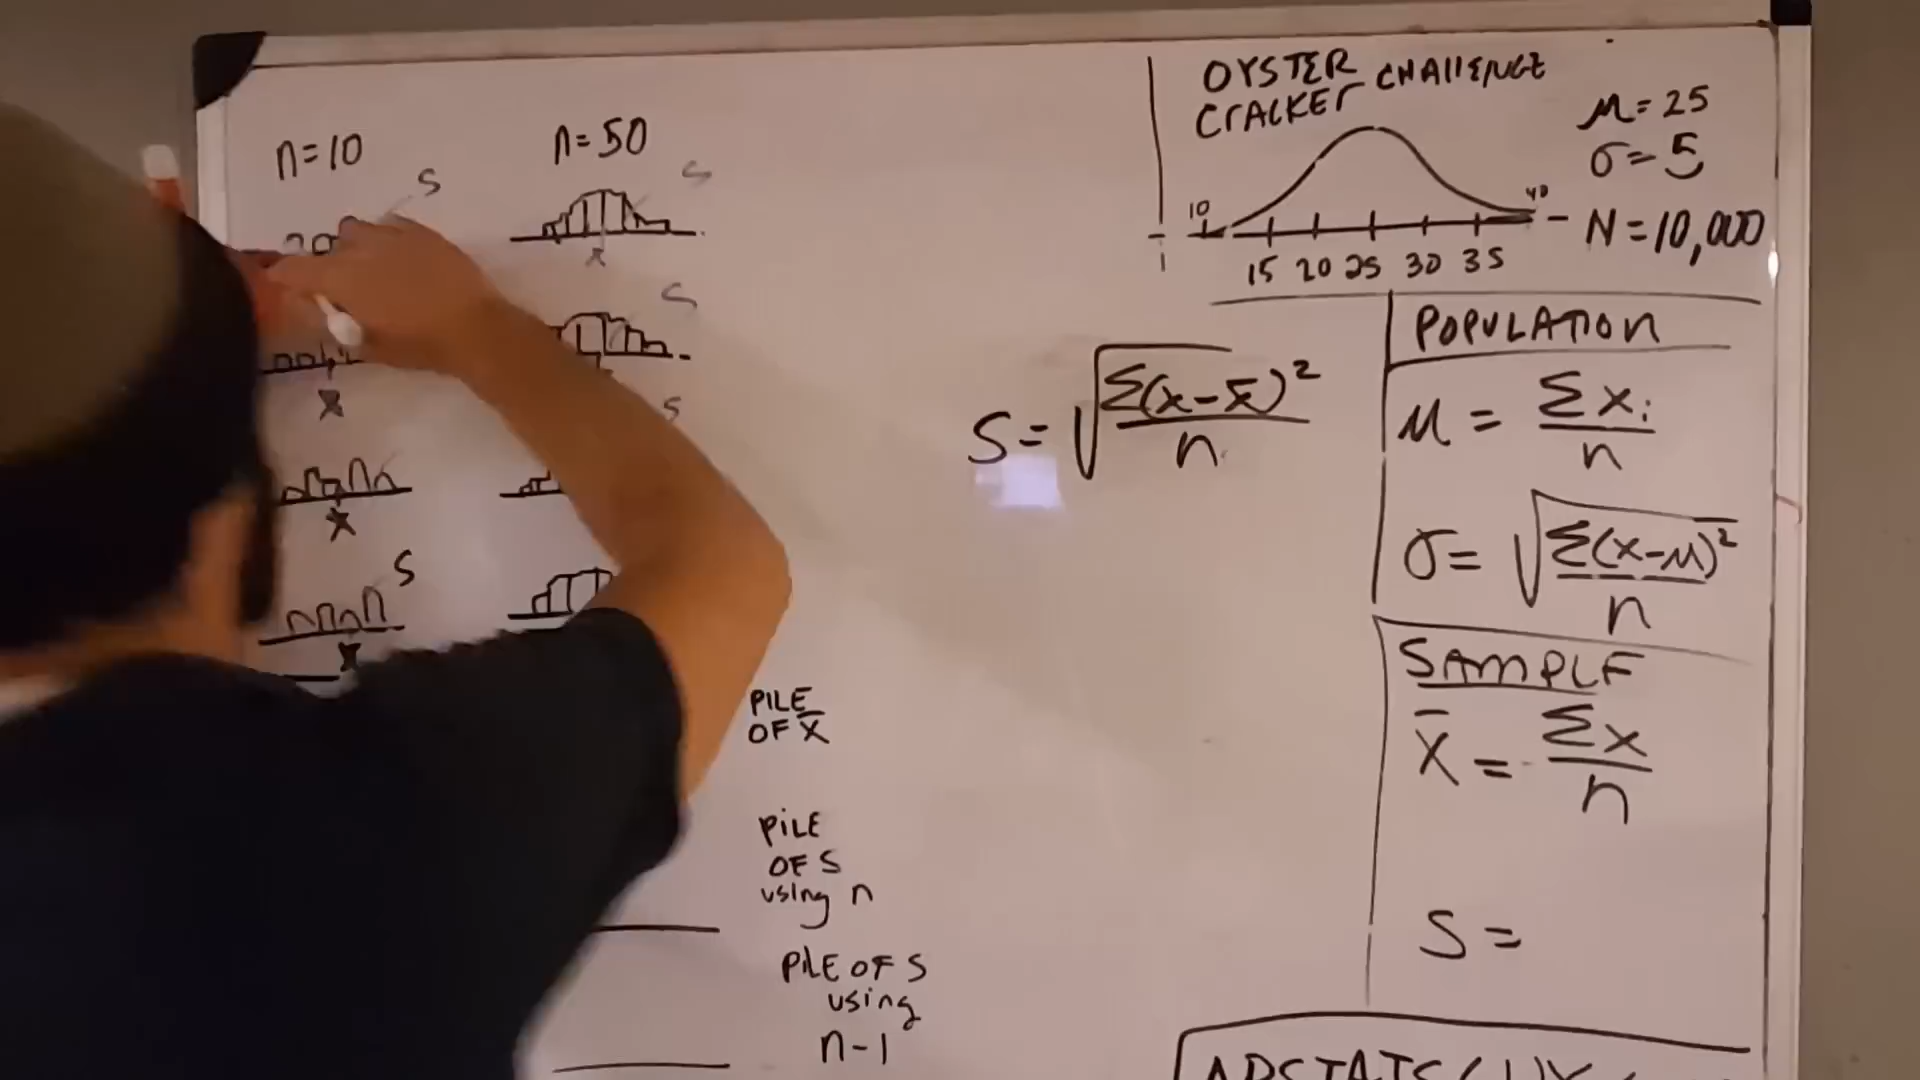 n=10
n=50
S
S
x
S
x
S
x
S
x
PILE
OF X̄
PILE
OF S
using n
PILE OF S
using
n-1
S = √Σ(x-x̄)²
n
OYSTER
CRACKER CHALLENGE
μ = 25
σ = 5
N = 10,000
10
40
15 20 25 30 35
POPULATION
μ = Σxᵢ
n
σ = √Σ(x-μ)²
n
SAMPLE
X̄ = Σx
n
S =
APSTATS